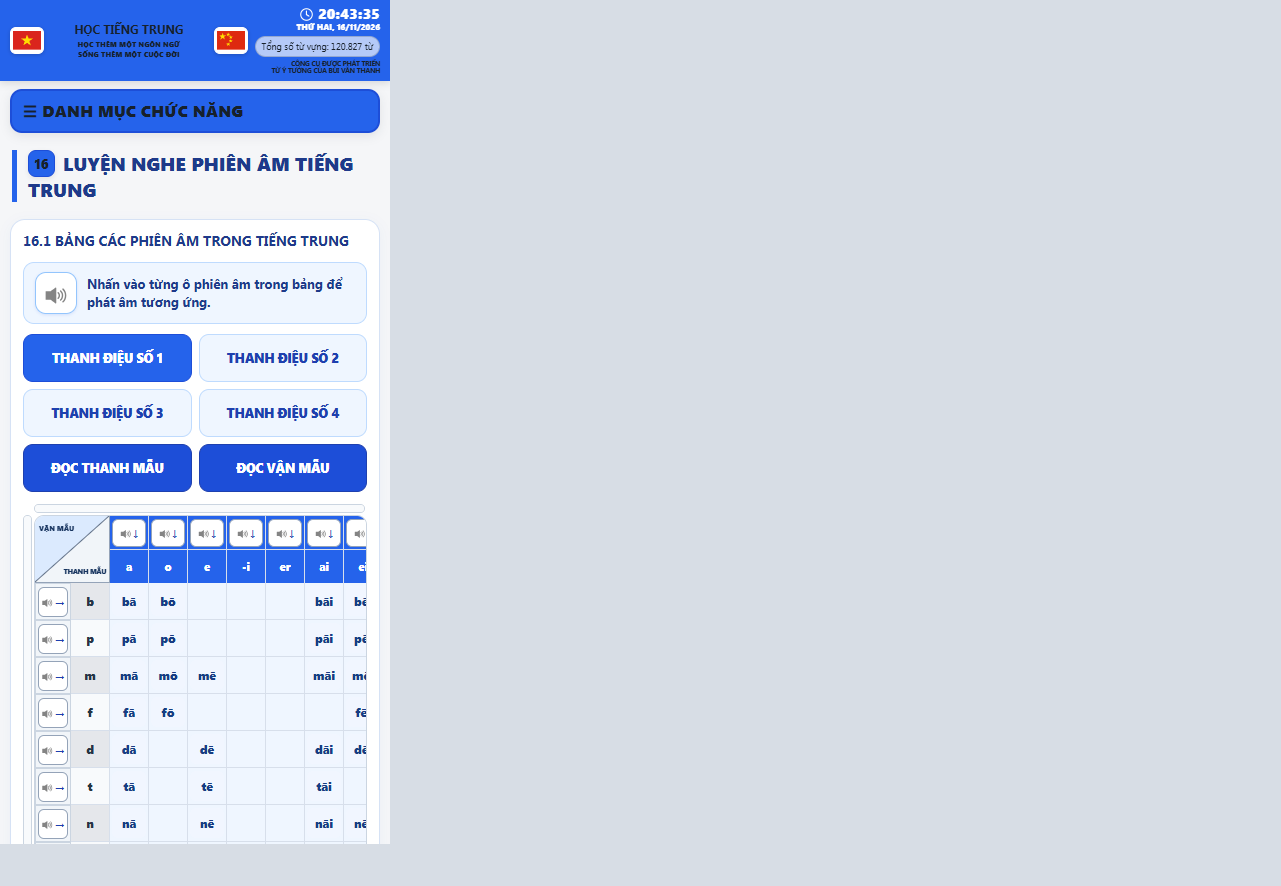 HỌC TIẾNG TRUNG
HỌC THÊM MỘT NGÔN NGỮ
SỐNG THÊM MỘT CUỘC ĐỜI
20:43:35
THỨ HAI, 16/11/2026
Tổng số từ vựng: 120.827 từ
CÔNG CỤ ĐƯỢC PHÁT TRIỂN
TỪ Ý TƯỞNG CỦA BÙI VĂN THANH
☰ DANH MỤC CHỨC NĂNG
16 LUYỆN NGHE PHIÊN ÂM TIẾNG
TRUNG
16.1 BẢNG CÁC PHIÊN ÂM TRONG TIẾNG TRUNG
Nhấn vào từng ô phiên âm trong bảng để
phát âm tương ứng.
THANH ĐIỆU SỐ 1 THANH ĐIỆU SỐ 2
THANH ĐIỆU SỐ 3 THANH ĐIỆU SỐ 4
ĐỌC THANH MẪU ĐỌC VẬN MẪU
VẬN MẪU ↓ ↓ ↓ ↓ ↓ ↓
THANH MẪU a o e -i er ai
→ b bā bō bāi
→ p pā pō pāi
→ m mā mō mē māi
→ f fā fō
→ d dā dē dāi
→ t tā tē tāi
→ n nā nē nāi